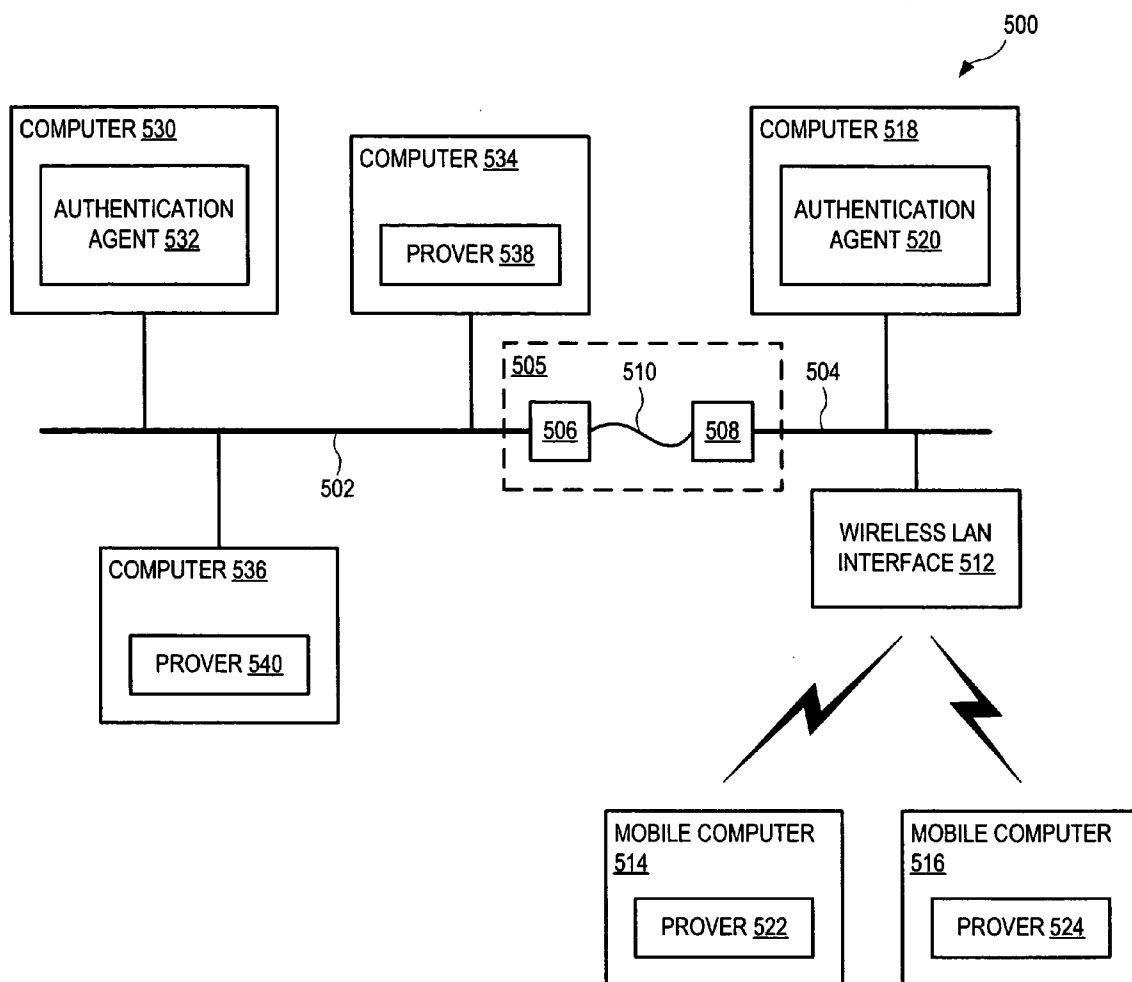 500
COMPUTER 530
AUTHENTICATION
AGENT 532
COMPUTER 534
PROVER 538
COMPUTER 518
AUTHENTICATION
AGENT 520
505
510
504
506
508
502
WIRELESS LAN
INTERFACE 512
COMPUTER 536
PROVER 540
MOBILE COMPUTER
514
PROVER 522
MOBILE COMPUTER
516
PROVER 524